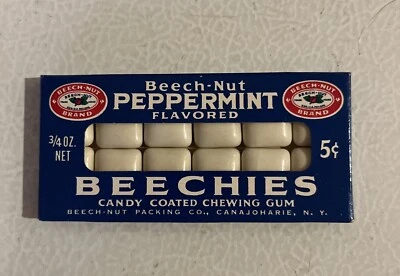 Beech-Nut
PEPPERMINT
FLAVORED
BEECH-NUT
BRAND
BEECH-NUT
BRAND
3/4 OZ.
NET
5¢
BEECHIES
CANDY COATED CHEWING GUM
BEECH-NUT PACKING CO., CANAJOHARIE, N. Y.